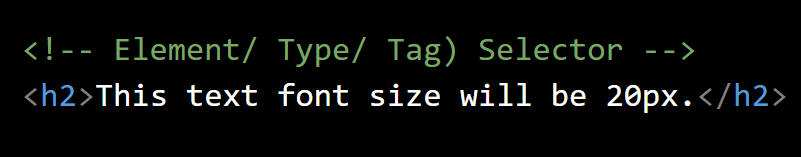 <!-- Element/ Type/ Tag) Selector -->
<h2>This text font size will be 20px.</h2>